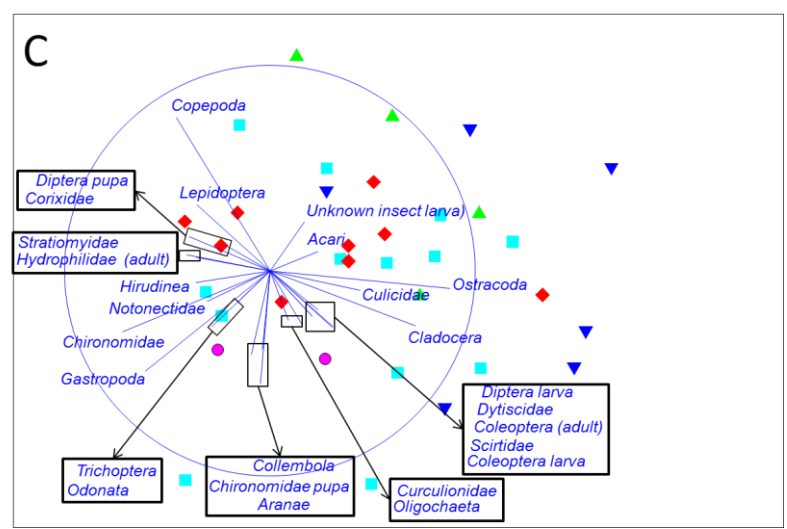 C
Copepoda
Diptera pupa
Corixidae
Lepidoptera
Unknown insect larva)
Stratiomyidae
Hydrophilidae (adult)
Acari
Hirudinea
Notonectidae
Culicidae
Ostracoda
Chironomidae
Cladocera
Gastropoda
Diptera larva
Dytiscidae
Coleoptera (adult)
Scirtidae
Coleoptera larva
Trichoptera
Odonata
Collembola
Chironomidae pupa
Aranae
Curculionidae
Oligochaeta